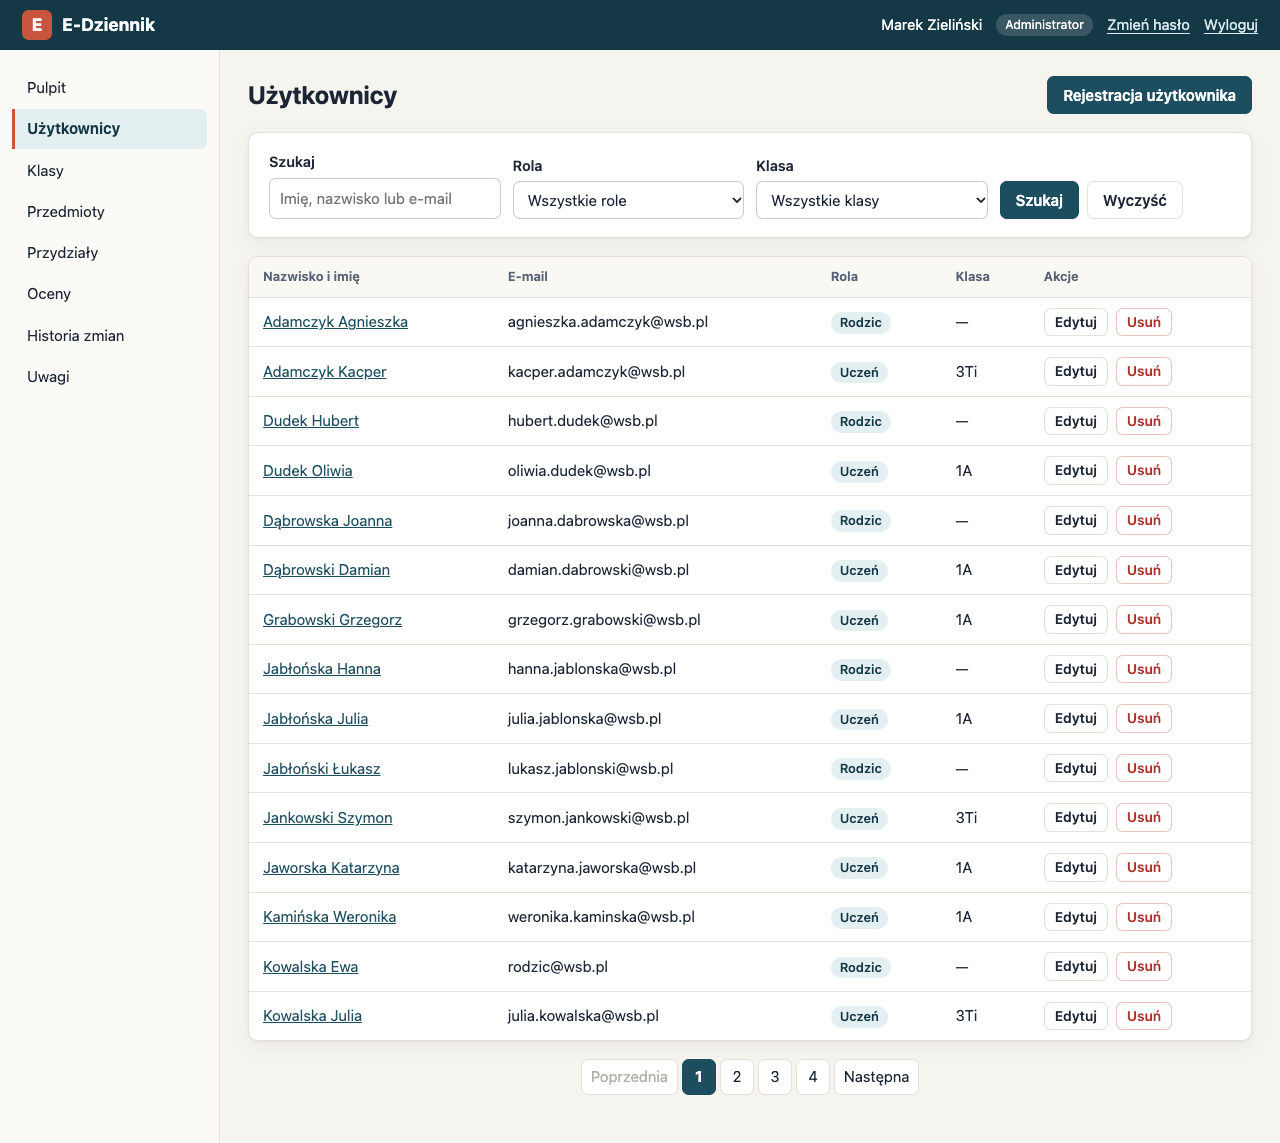 E E-Dziennik
Marek Zieliński Administrator Zmień hasło Wyloguj
Pulpit
Użytkownicy
Klasy
Przedmioty
Przydziały
Oceny
Historia zmian
Uwagi
Użytkownicy
Rejestracja użytkownika
Szukaj Rola Klasa
Imię, nazwisko lub e-mail Wszystkie role Wszystkie klasy Szukaj Wyczyść
Nazwisko i imię E-mail Rola Klasa Akcje
Adamczyk Agnieszka agnieszka.adamczyk@wsb.pl Rodzic — Edytuj Usuń
Adamczyk Kacper kacper.adamczyk@wsb.pl Uczeń 3Ti Edytuj Usuń
Dudek Hubert hubert.dudek@wsb.pl Rodzic — Edytuj Usuń
Dudek Oliwia oliwia.dudek@wsb.pl Uczeń 1A Edytuj Usuń
Dąbrowska Joanna joanna.dabrowska@wsb.pl Rodzic — Edytuj Usuń
Dąbrowski Damian damian.dabrowski@wsb.pl Uczeń 1A Edytuj Usuń
Grabowski Grzegorz grzegorz.grabowski@wsb.pl Uczeń 1A Edytuj Usuń
Jabłońska Hanna hanna.jablonska@wsb.pl Rodzic — Edytuj Usuń
Jabłońska Julia julia.jablonska@wsb.pl Uczeń 1A Edytuj Usuń
Jabłoński Łukasz lukasz.jablonski@wsb.pl Rodzic — Edytuj Usuń
Jankowski Szymon szymon.jankowski@wsb.pl Uczeń 3Ti Edytuj Usuń
Jaworska Katarzyna katarzyna.jaworska@wsb.pl Uczeń 1A Edytuj Usuń
Kamińska Weronika weronika.kaminska@wsb.pl Uczeń 1A Edytuj Usuń
Kowalska Ewa rodzic@wsb.pl Rodzic — Edytuj Usuń
Kowalska Julia julia.kowalska@wsb.pl Uczeń 3Ti Edytuj Usuń
Poprzednia 1 2 3 4 Następna